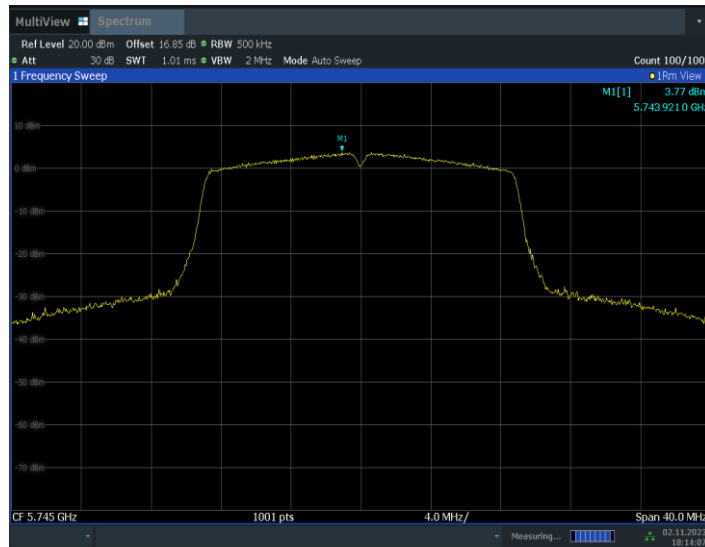 MultiView Spectrum
Ref Level 20.00 dBm Offset 16.85 dB RBW 500 kHz
Att 30 dB SWT 1.01 ms VBW 2 MHz Mode Auto Sweep Count 100/100
1 Frequency Sweep 1Rm View
M1[1] 3.77 dBm
5.743 921 0 GHz
10 dBm
M1
0 dBm
-10 dBm
-20 dBm
-30 dBm
-40 dBm
-50 dBm
-60 dBm
-70 dBm
CF 5.745 GHz 1001 pts 4.0 MHz/ Span 40.0 MHz
Measuring... 02.11.2023
18:14:07